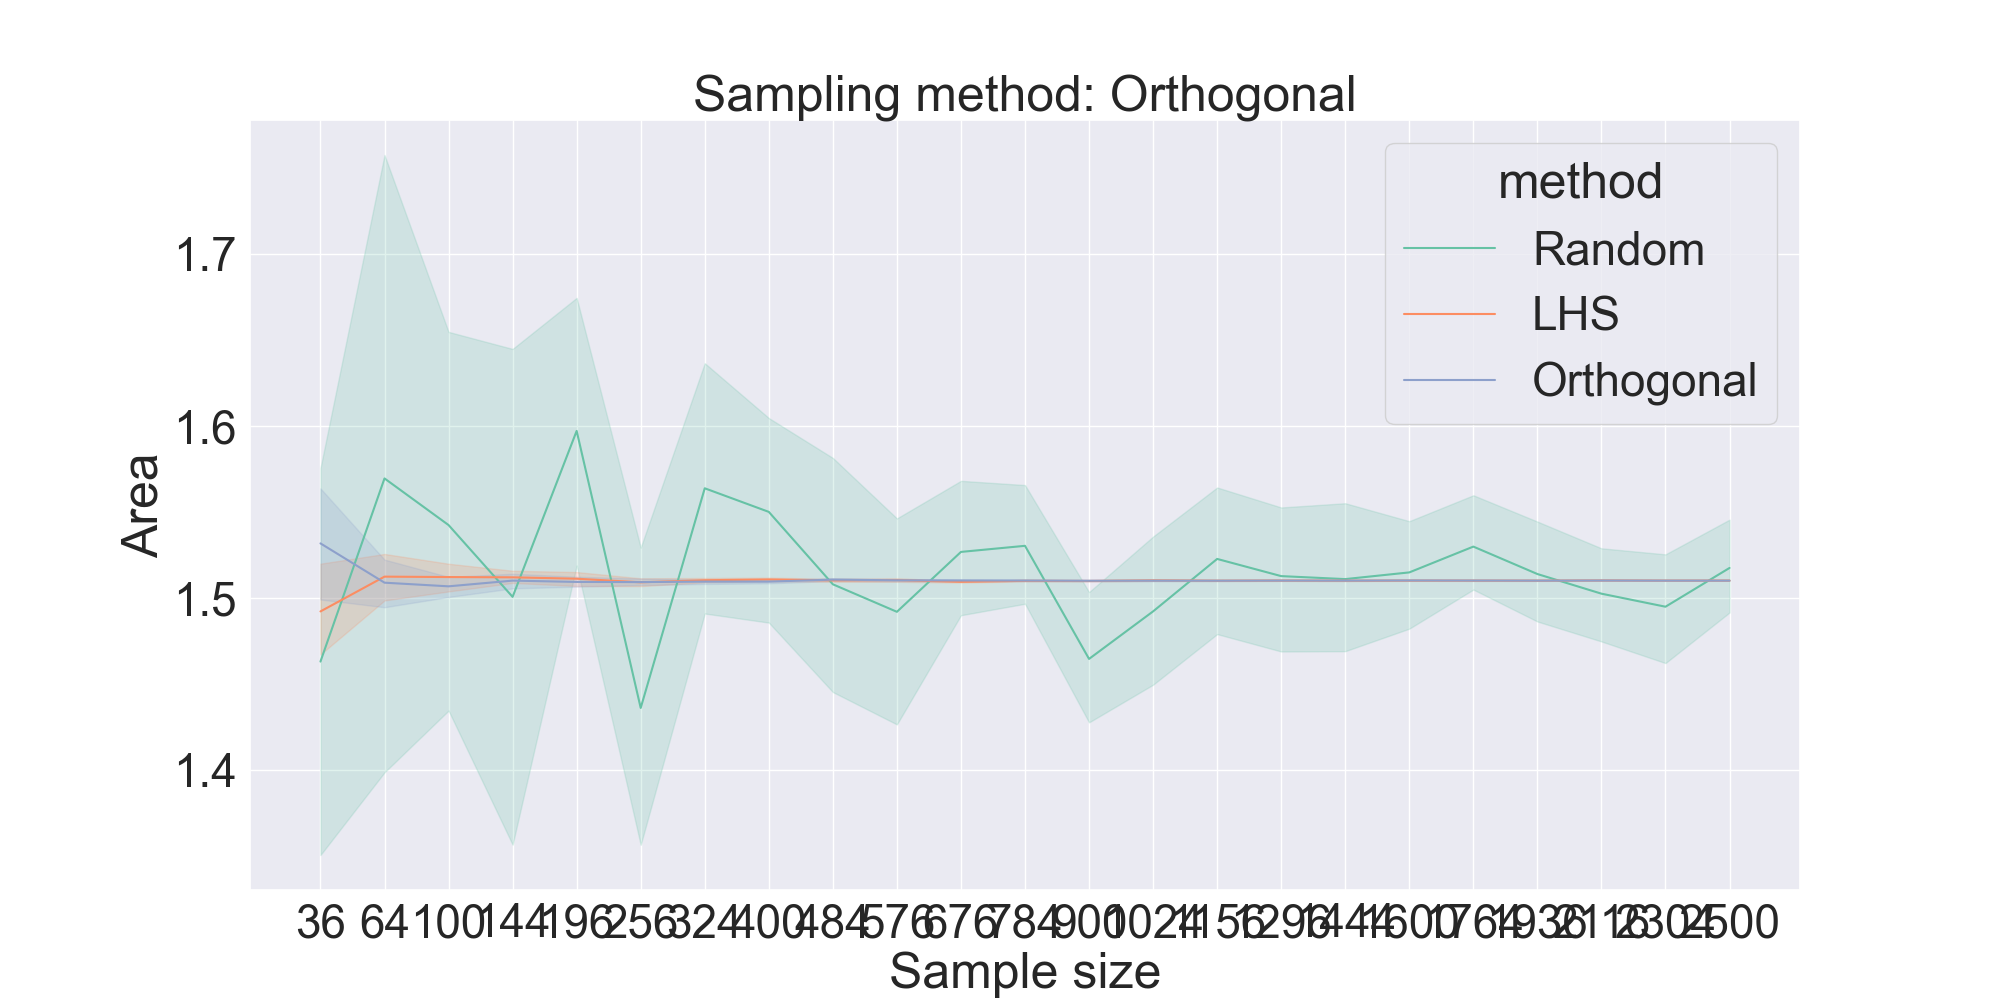 Sampling method: Orthogonal
method
Random
LHS
Orthogonal
Area
1.7
1.6
1.5
1.4
36 64 100 144 196 256 324 400 484 576 676 784 900 1024 1156 1296 1444 1600 1764 1936 2116 2304 2500
Sample size